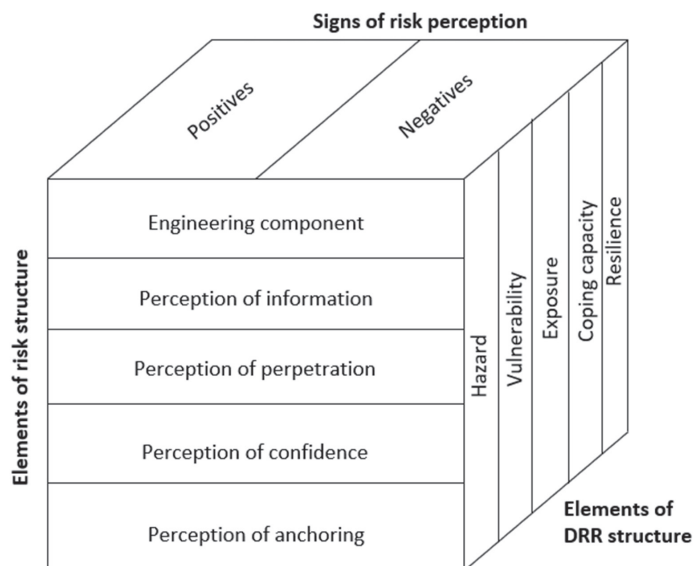 Signs of risk perception
Positives
Negatives
Elements of risk structure
Engineering component
Perception of information
Perception of perpetration
Perception of confidence
Perception of anchoring
Hazard
Vulnerability
Exposure
Coping capacity
Resilience
Elements of
DRR structure